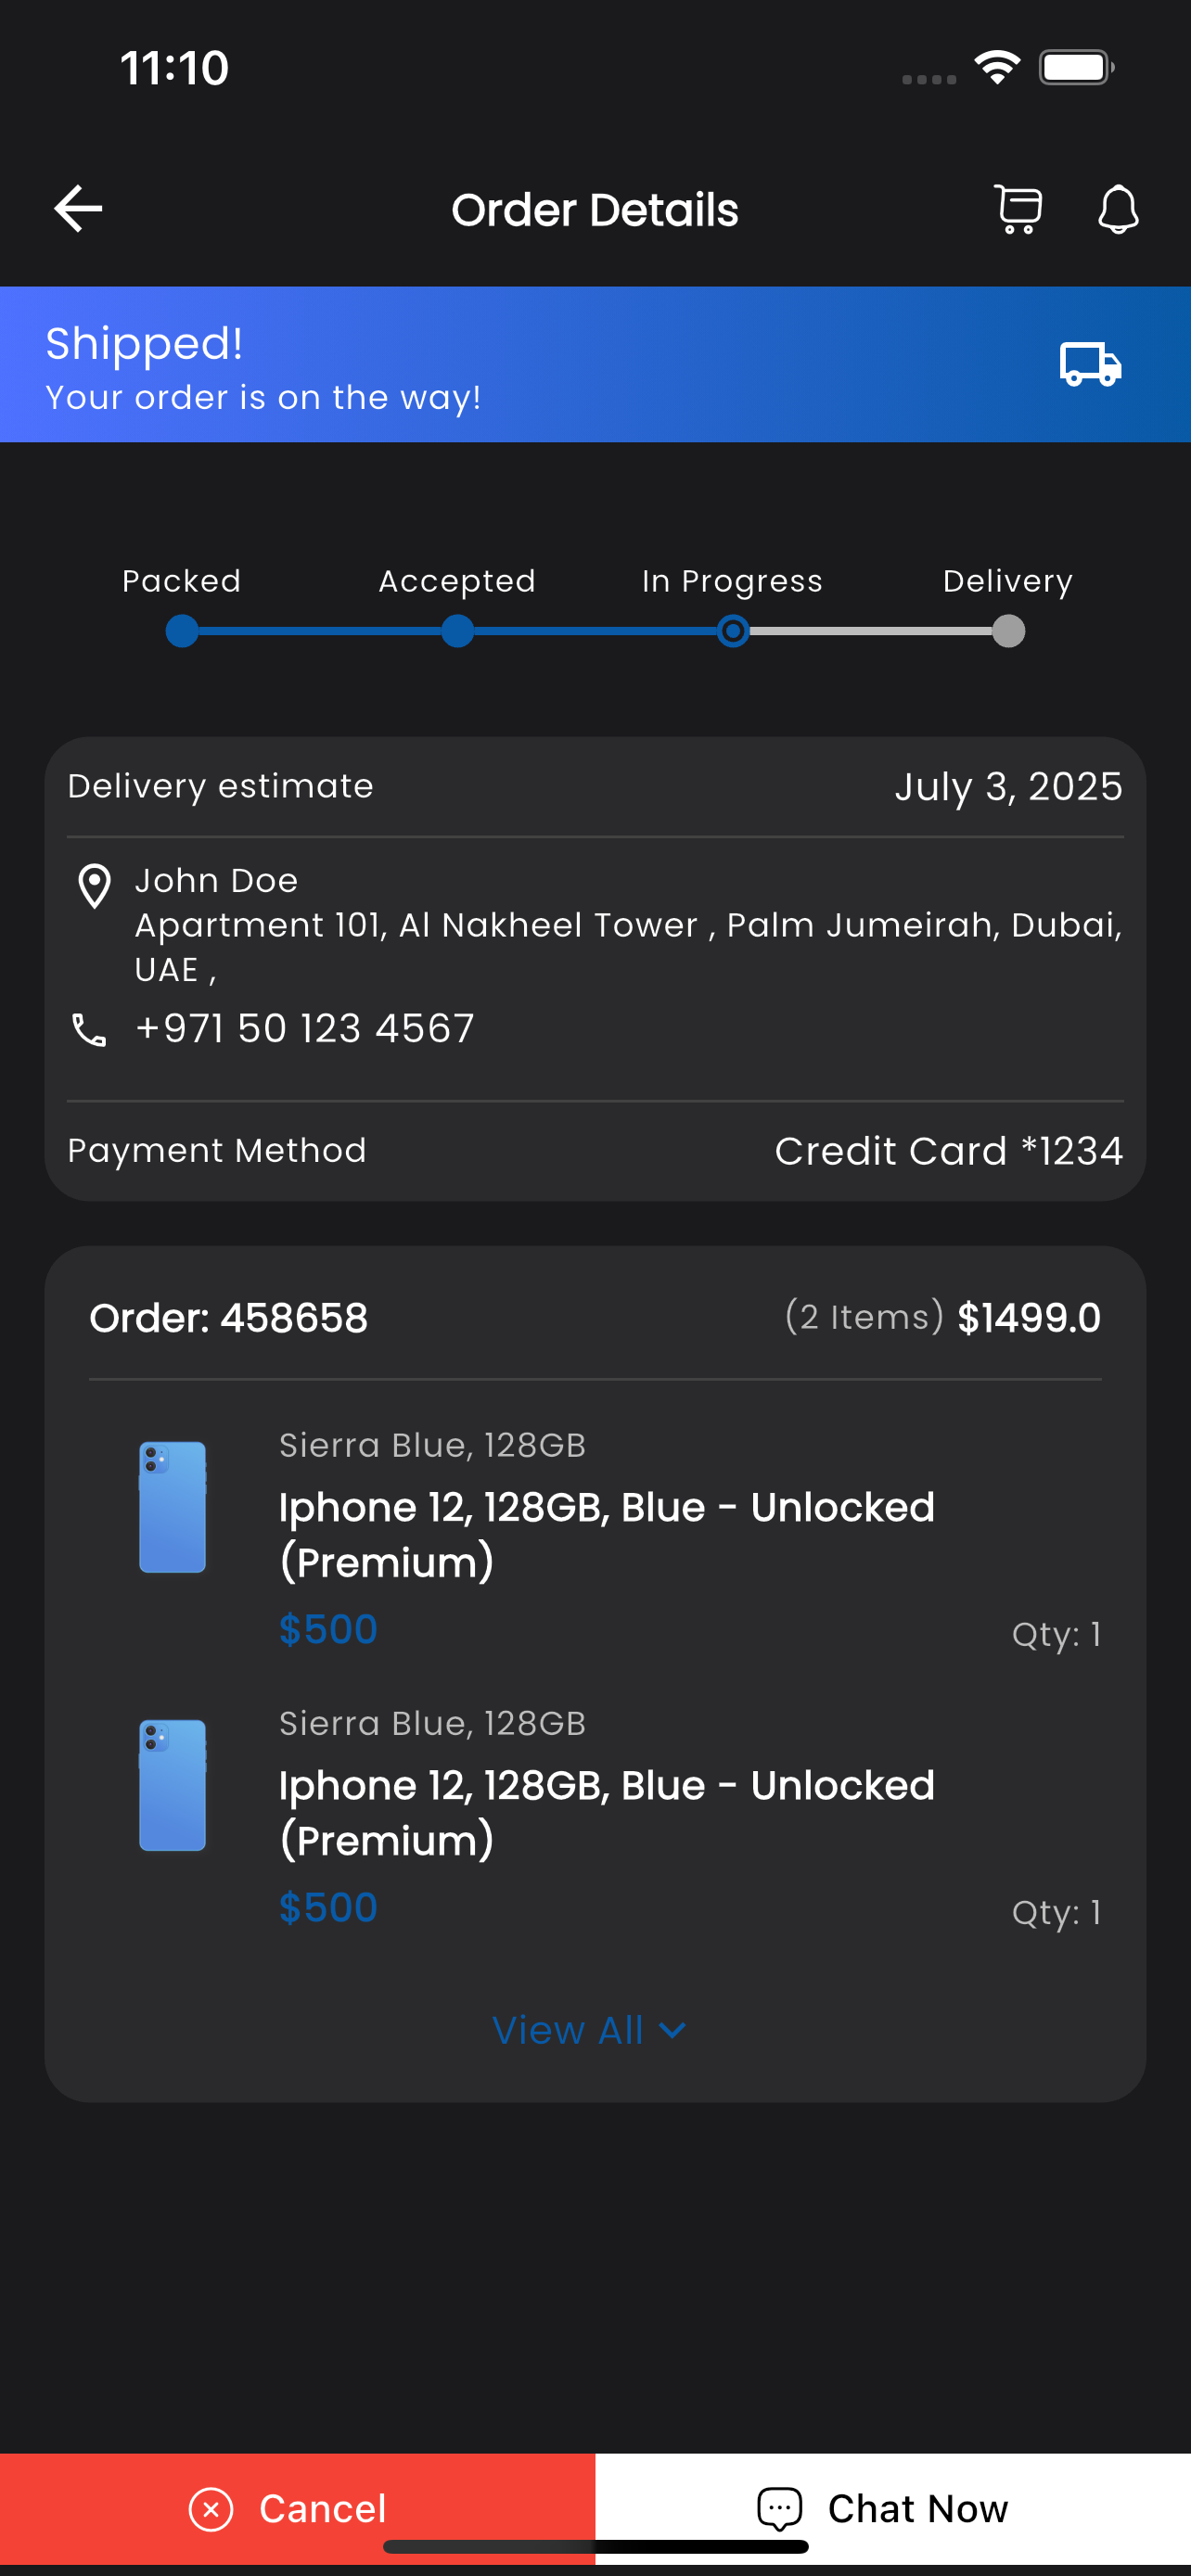 11:10
Order Details
Shipped!
Your order is on the way!
Packed Accepted In Progress Delivery
Delivery estimate July 3, 2025
John Doe
Apartment 101, Al Nakheel Tower , Palm Jumeirah, Dubai,
UAE ,
+971 50 123 4567
Payment Method Credit Card *1234
Order: 458658 (2 Items) $1499.0
Sierra Blue, 128GB
Iphone 12, 128GB, Blue - Unlocked
(Premium)
$500 Qty: 1
Sierra Blue, 128GB
Iphone 12, 128GB, Blue - Unlocked
(Premium)
$500 Qty: 1
View All
Cancel Chat Now